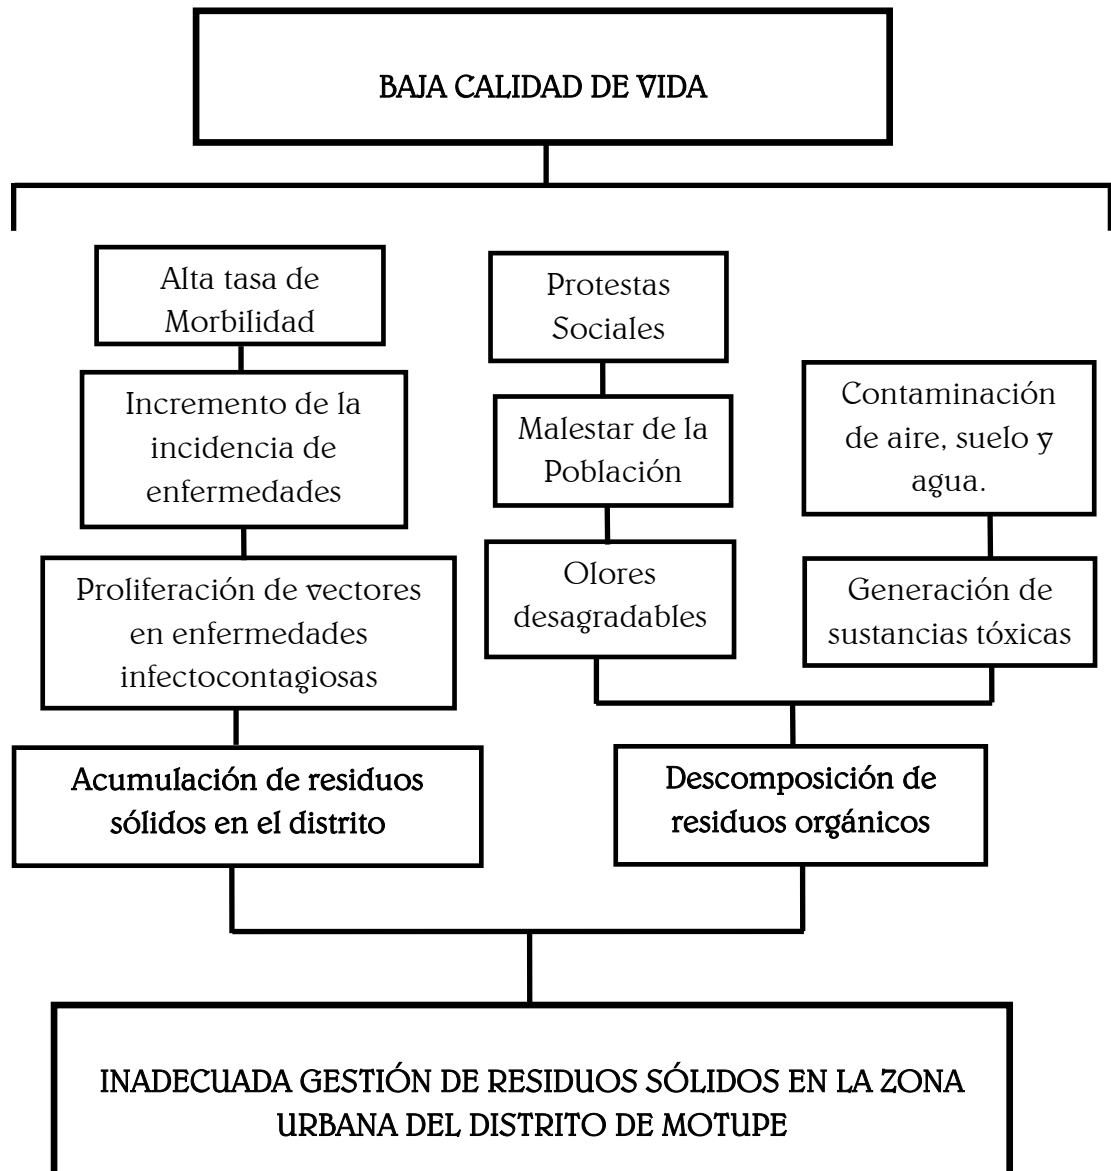 BAJA CALIDAD DE VIDA
Alta tasa de
Morbilidad
Protestas
Sociales
Incremento de la
incidencia de
enfermedades
Malestar de la
Población
Contaminación
de aire, suelo y
agua.
Proliferación de vectores
en enfermedades
infectocontagiosas
Olores
desagradables
Generación de
sustancias tóxicas
Acumulación de residuos
sólidos en el distrito
Descomposición de
residuos orgánicos
INADECUADA GESTIÓN DE RESIDUOS SÓLIDOS EN LA ZONA
URBANA DEL DISTRITO DE MOTUPE